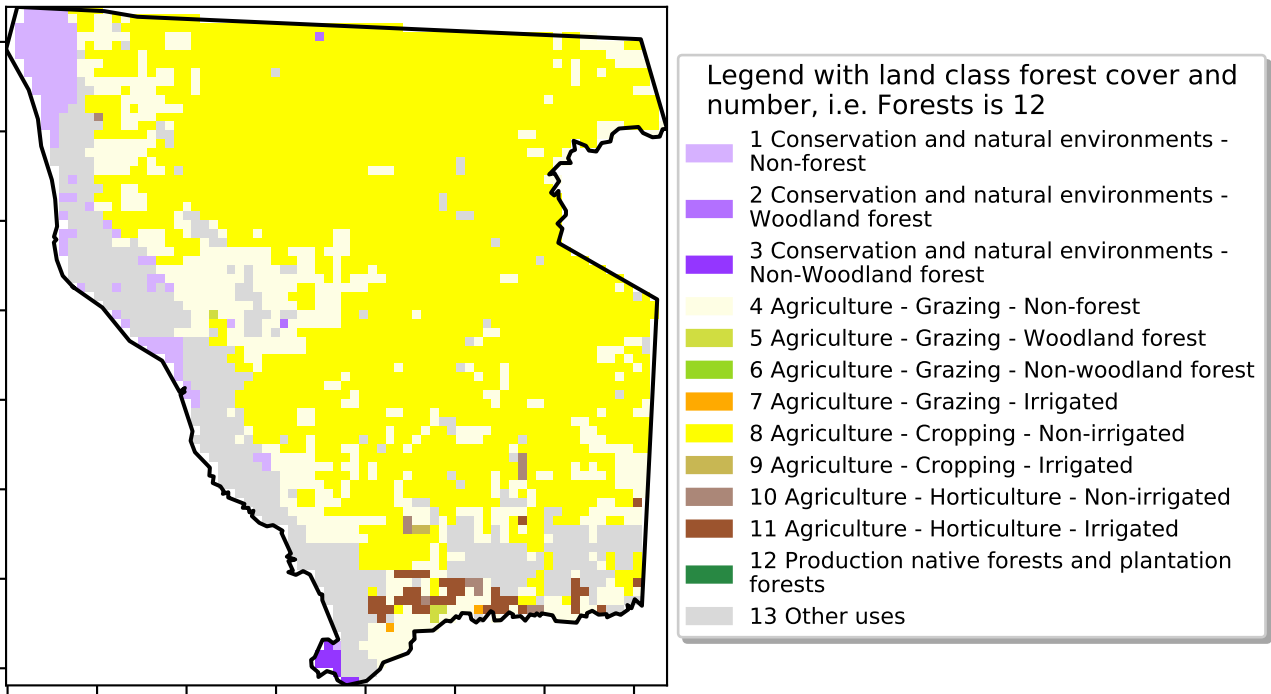 Legend with land class forest cover and
number, i.e. Forests is 12
1 Conservation and natural environments -
Non-forest
2 Conservation and natural environments -
Woodland forest
3 Conservation and natural environments -
Non-Woodland forest
4 Agriculture - Grazing - Non-forest
5 Agriculture - Grazing - Woodland forest
6 Agriculture - Grazing - Non-woodland forest
7 Agriculture - Grazing - Irrigated
8 Agriculture - Cropping - Non-irrigated
9 Agriculture - Cropping - Irrigated
10 Agriculture - Horticulture - Non-irrigated
11 Agriculture - Horticulture - Irrigated
12 Production native forests and plantation
forests
13 Other uses